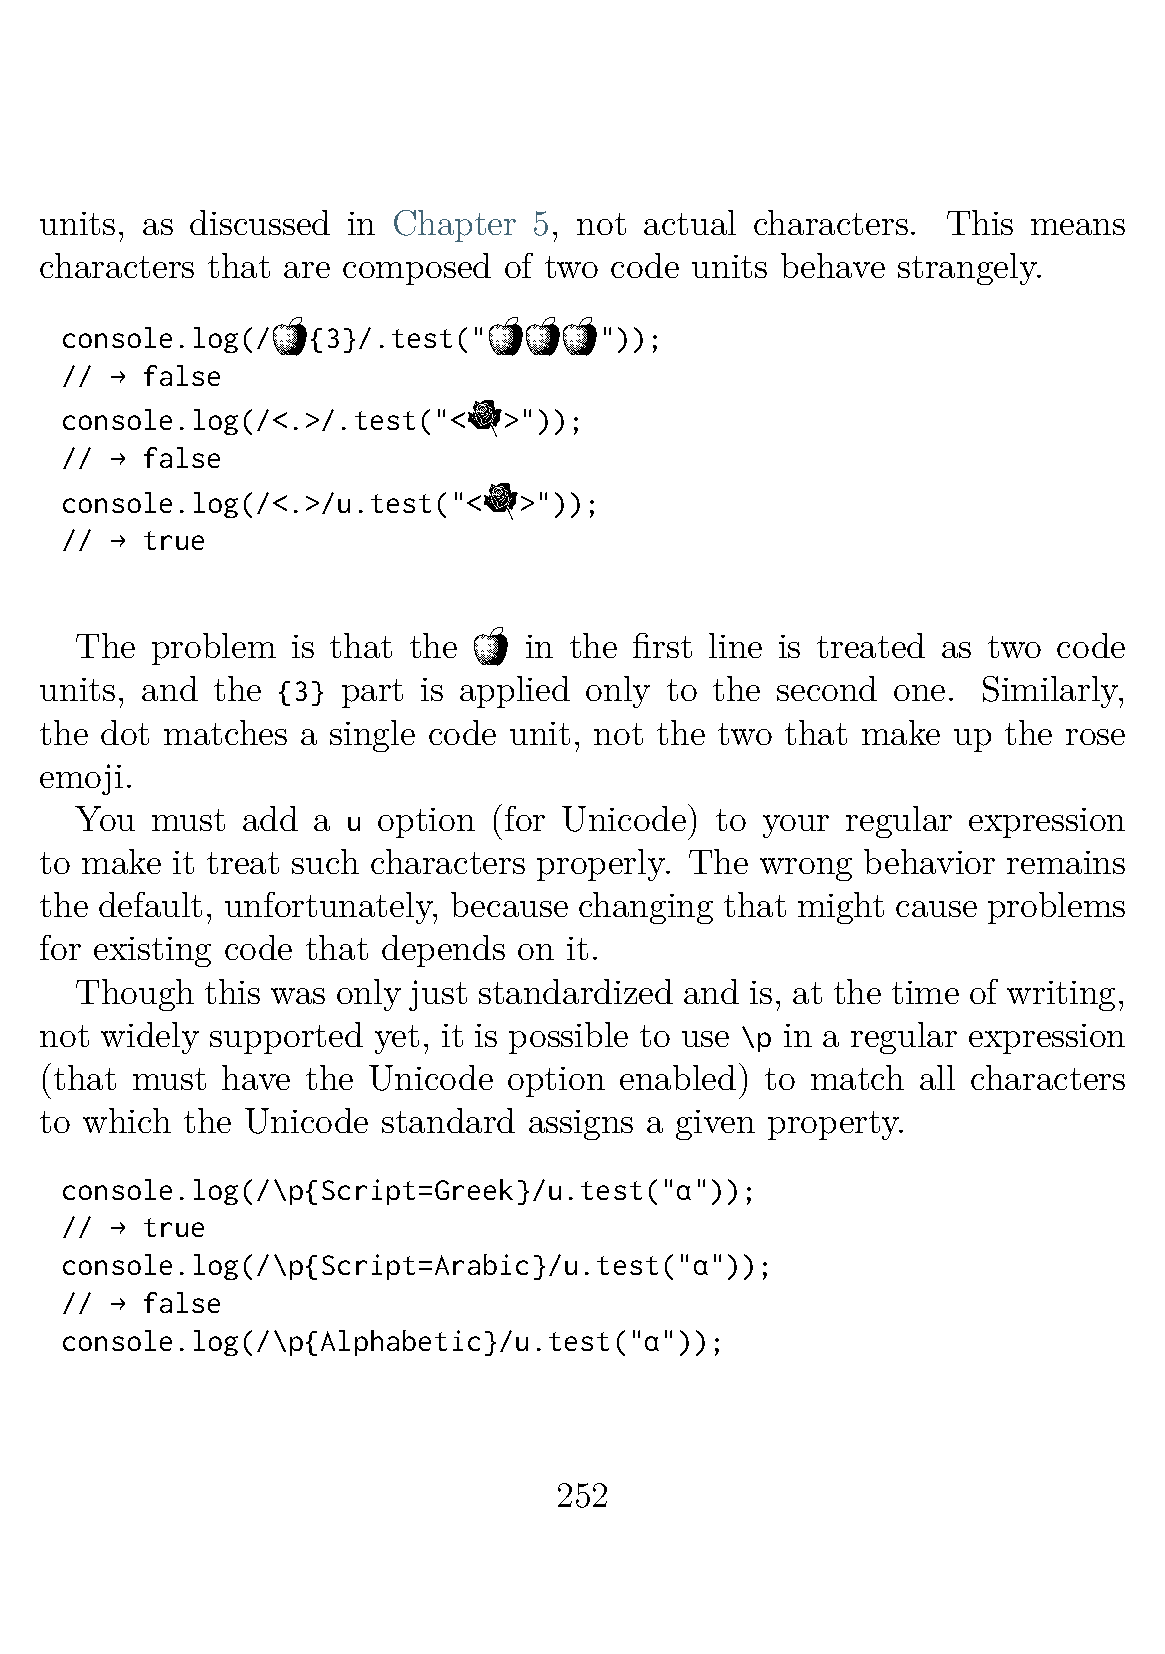 units, as discussed in Chapter 5, not actual characters. This means
characters that are composed of two code units behave strangely.
console.log(/🍎{3}/.test("🍎🍎🍎"));
// → false
console.log(/<.>/.test("<🌹>"));
// → false
console.log(/<.>/u.test("<🌹>"));
// → true
The problem is that the 🍎 in the first line is treated as two code
units, and the {3} part is applied only to the second one. Similarly,
the dot matches a single code unit, not the two that make up the rose
emoji.
You must add a u option (for Unicode) to your regular expression
to make it treat such characters properly. The wrong behavior remains
the default, unfortunately, because changing that might cause problems
for existing code that depends on it.
Though this was only just standardized and is, at the time of writing,
not widely supported yet, it is possible to use \p in a regular expression
(that must have the Unicode option enabled) to match all characters
to which the Unicode standard assigns a given property.
console.log(/\p{Script=Greek}/u.test("α"));
// → true
console.log(/\p{Script=Arabic}/u.test("α"));
// → false
console.log(/\p{Alphabetic}/u.test("α"));
252